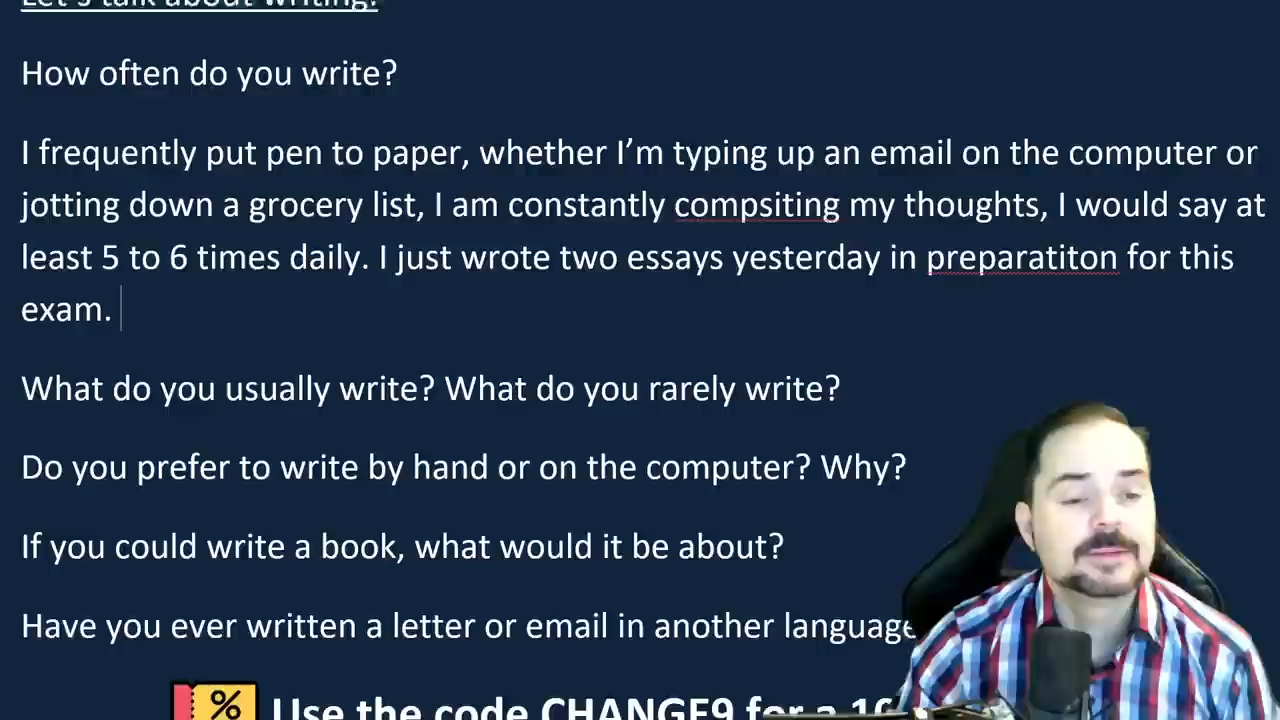 Let's talk about writing!
How often do you write?
I frequently put pen to paper, whether I’m typing up an email on the computer or
jotting down a grocery list, I am constantly compsiting my thoughts, I would say at
least 5 to 6 times daily. I just wrote two essays yesterday in preparatiton for this
exam.
What do you usually write? What do you rarely write?
Do you prefer to write by hand or on the computer? Why?
If you could write a book, what would it be about?
Have you ever written a letter or email in another language
% Use the code CHANGE9 for a